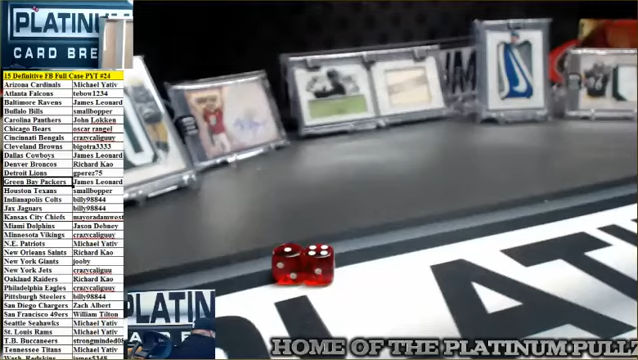 PLATINUM
CARD BRE
15 Definitive FB Full Case PYT #24
Arizona Cardinals Michael Yativ
Atlanta Falcons tebow1234
Baltimore Ravens James Leonard
Buffalo Bills smallbopper
Carolina Panthers John Lokken
Chicago Bears oscar rangel
Cincinnati Bengals crazycaliguy
Cleveland Browns bigotra3333
Dallas Cowboys James Leonard
Denver Broncos Richard Kao
Detroit Lions gperez75
Green Bay Packers James Leonard
Houston Texans smallbopper
Indianapolis Colts billy98844
Jax Jaguars billy98844
Kansas City Chiefs mayoradamwest
Miami Dolphins Jason Debney
Minnesota Vikings crazycaliguy
N.E. Patriots Michael Yativ
New Orleans Saints Richard Kao
New York Giants jooby
New York Jets crazycaliguy
Oakland Raiders Richard Kao
Philadelphia Eagles crazycaliguy
Pittsburgh Steelers billy98844
San Diego Chargers Zach Albert
San Francisco 49ers William Tilton
Seattle Seahawks Michael Yativ
St. Louis Rams Michael Yativ
T.B. Buccaneers strongminded08
Tennessee Titans Michael Yativ
Wash. Redskins
PLATIN
PLATI
HOME OF THE PLATINUM PULL